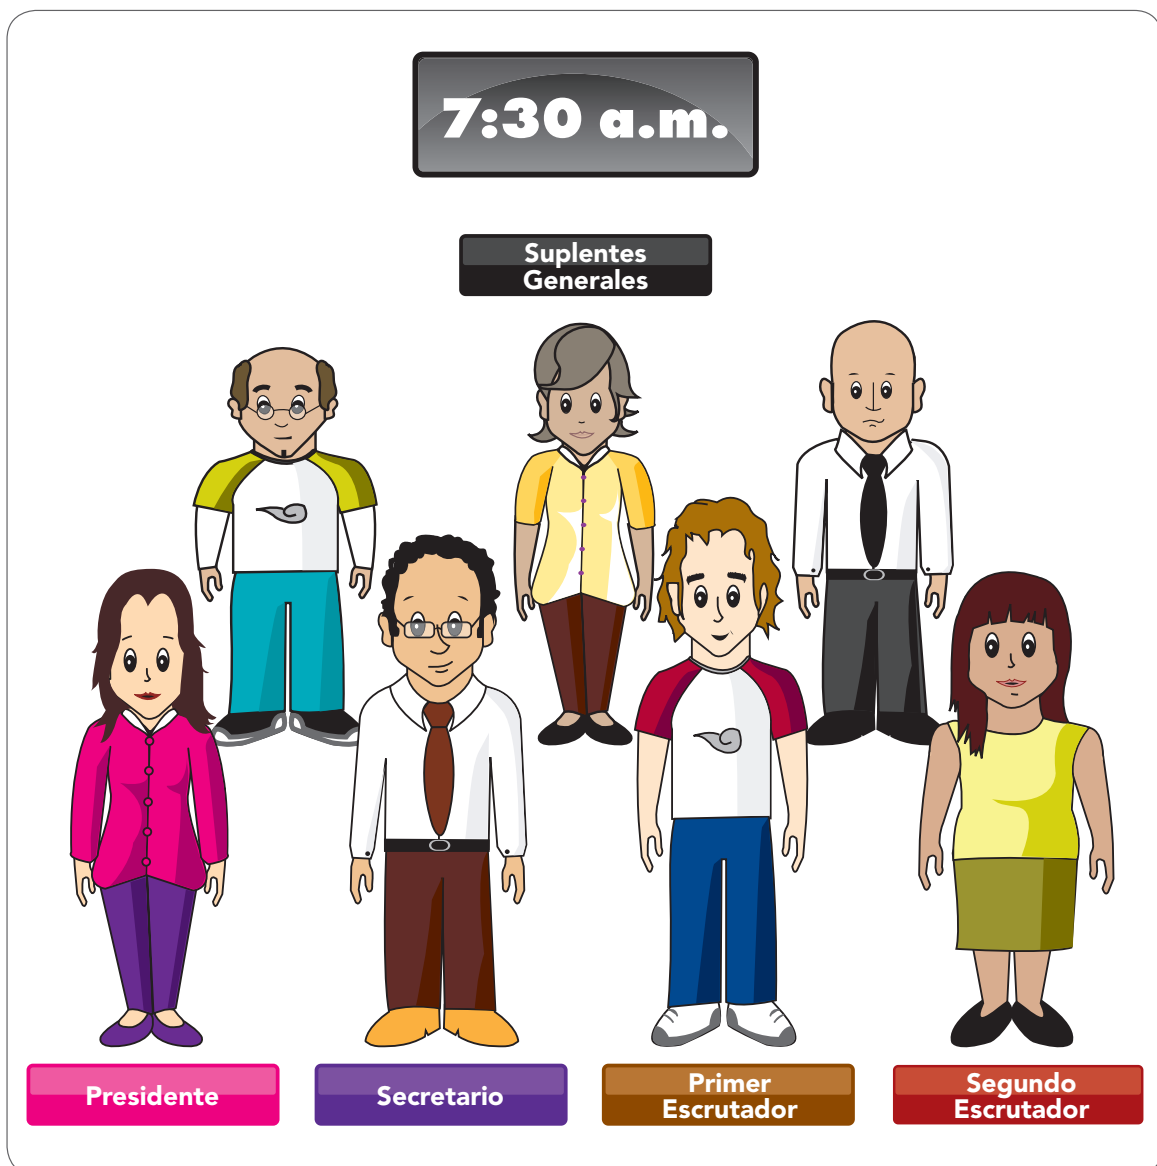 7:30 a.m.
Suplentes
Generales
Presidente
Secretario
Primer
Escrutador
Segundo
Escrutador